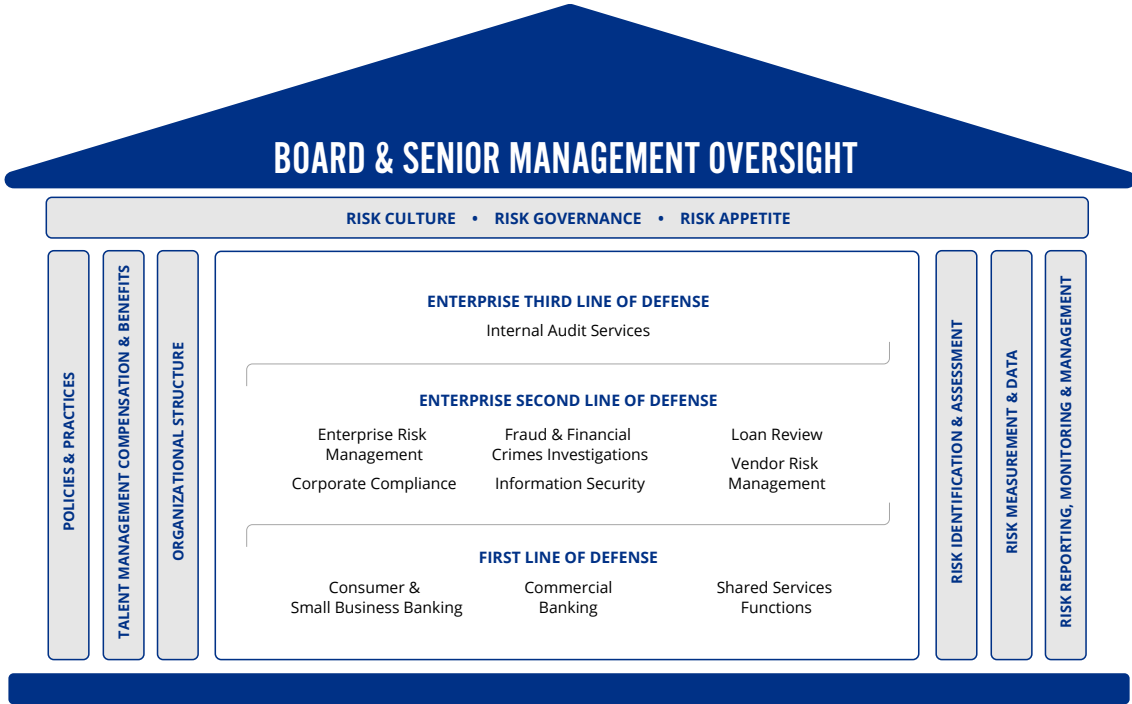 BOARD & SENIOR MANAGEMENT OVERSIGHT
RISK CULTURE • RISK GOVERNANCE • RISK APPETITE
POLICIES & PRACTICES
TALENT MANAGEMENT COMPENSATION & BENEFITS
ORGANIZATIONAL STRUCTURE
ENTERPRISE THIRD LINE OF DEFENSE
Internal Audit Services
ENTERPRISE SECOND LINE OF DEFENSE
Enterprise Risk
Management
Corporate Compliance
Fraud & Financial
Crimes Investigations
Information Security
Loan Review
Vendor Risk
Management
FIRST LINE OF DEFENSE
Consumer &
Small Business Banking
Commercial
Banking
Shared Services
Functions
RISK IDENTIFICATION & ASSESSMENT
RISK MEASUREMENT & DATA
RISK REPORTING, MONITORING & MANAGEMENT